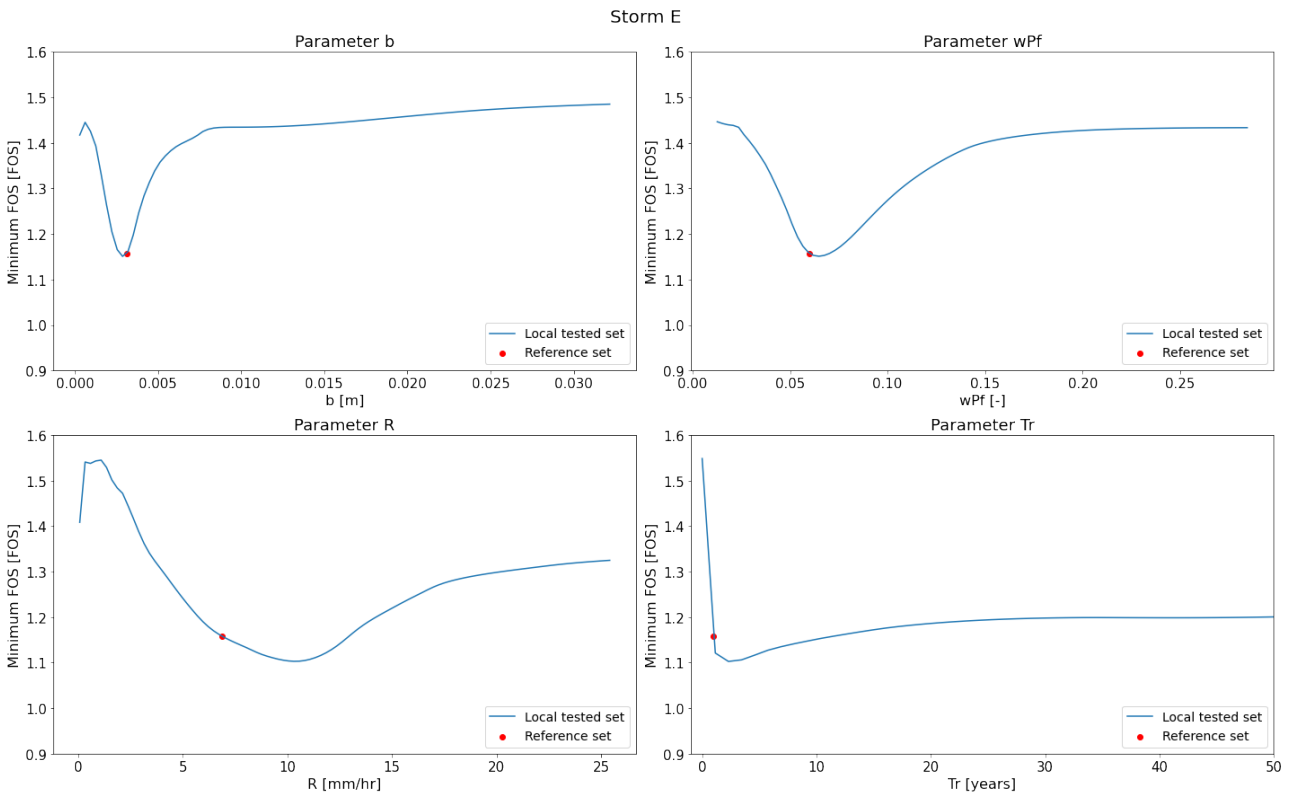 Storm E
Parameter b
1.6
1.5
1.4
1.3
1.2
1.1
1.0
0.9
Minimum FOS [FOS]
Local tested set
Reference set
0.000 0.005 0.010 0.015 0.020 0.025 0.030
b [m]
Parameter wPf
1.6
1.5
1.4
1.3
1.2
1.1
1.0
0.9
Minimum FOS [FOS]
Local tested set
Reference set
0.00 0.05 0.10 0.15 0.20 0.25
wPf [-]
Parameter R
1.6
1.5
1.4
1.3
1.2
1.1
1.0
0.9
Minimum FOS [FOS]
Local tested set
Reference set
0 5 10 15 20 25
R [mm/hr]
Parameter Tr
1.6
1.5
1.4
1.3
1.2
1.1
1.0
0.9
Minimum FOS [FOS]
Local tested set
Reference set
0 10 20 30 40 50
Tr [years]